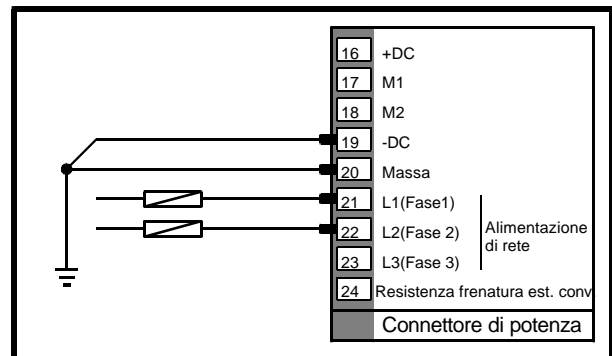 16 +DC
17 M1
18 M2
19 -DC
20 Massa
21 L1(Fase1)
22 L2(Fase 2)
23 L3(Fase 3)
Alimentazione
di rete
24 Resistenza frenatura est. conv
Connettore di potenza